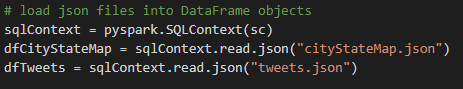 # load json files into DataFrame objects
sqlContext = pyspark.SQLContext(sc)
dfCityStateMap = sqlContext.read.json("cityStateMap.json")
dfTweets = sqlContext.read.json("tweets.json")